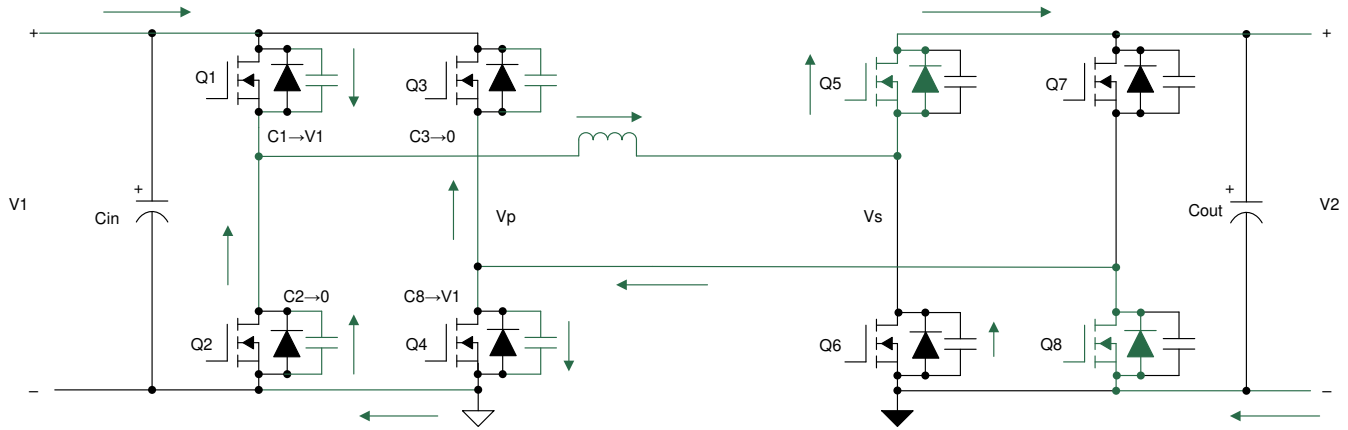 +
+
Q1
Q3
Q5
Q7
C1→V1
C3→0
+
+
V1
Cin
Vp
Vs
Cout
V2
C2→0
C8→V1
Q2
Q4
Q6
Q8
–
–